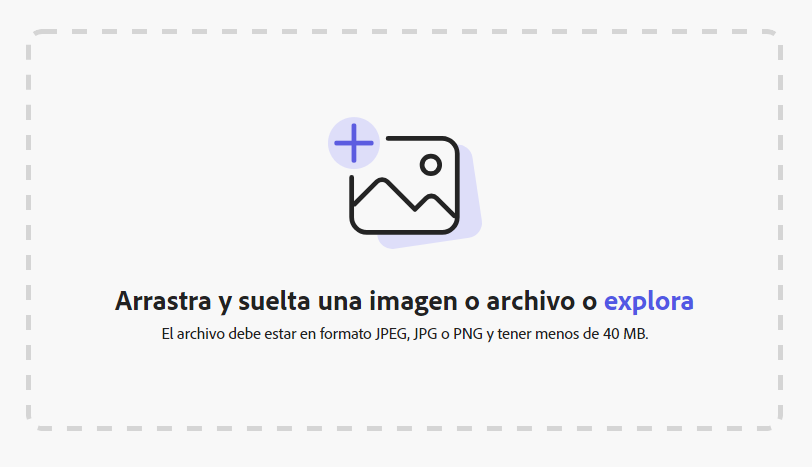 Arrastra y suelta una imagen o archivo o explora
El archivo debe estar en formato JPEG, JPG o PNG y tener menos de 40 MB.